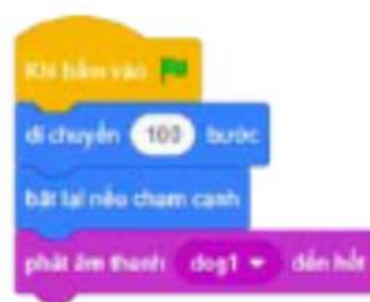 Khi bấm vào
di chuyển 100 bước
bật lại nếu chạm cạnh
phát âm thanh dog1 đến hết